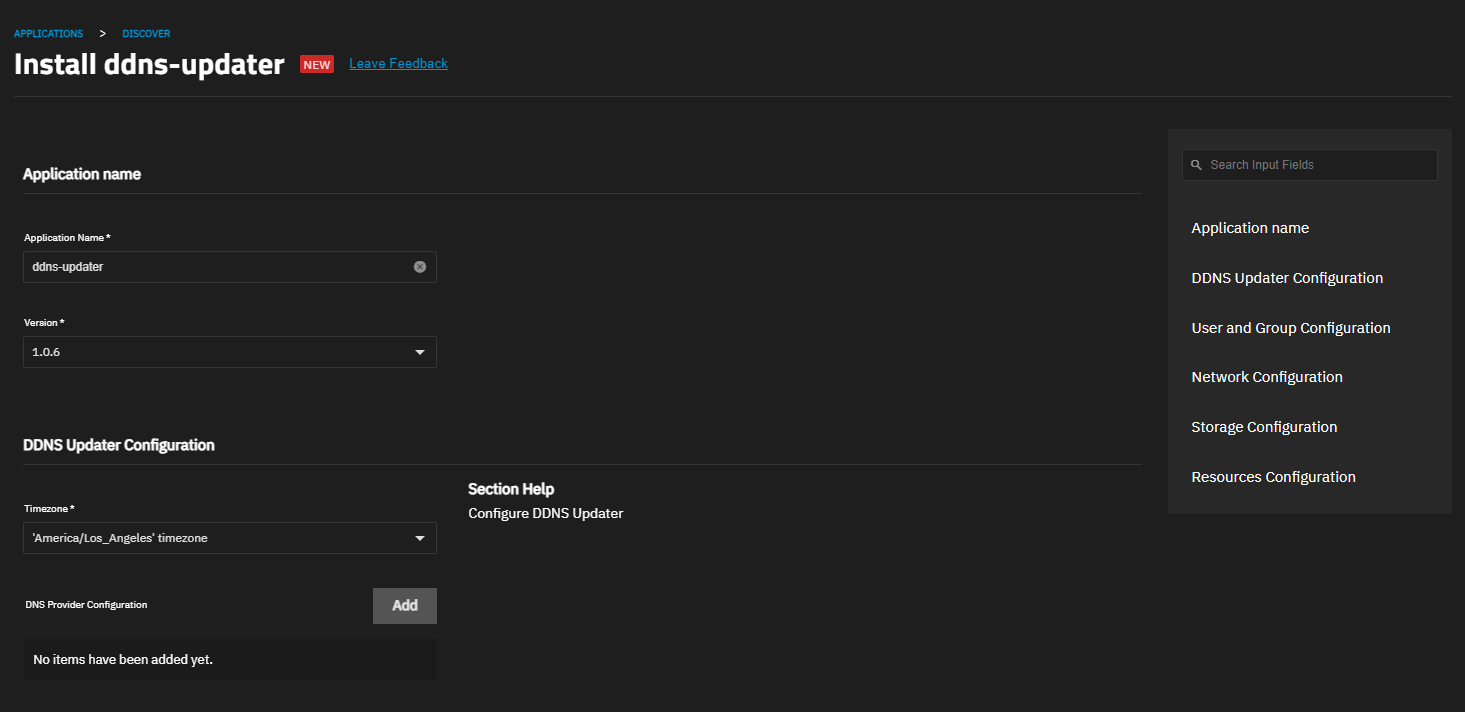 APPLICATIONS > DISCOVER
Install ddns-updater NEW Leave Feedback
Application name
Application Name *
ddns-updater
Version *
1.0.6
DDNS Updater Configuration
Timezone *
'America/Los_Angeles' timezone
DNS Provider Configuration
Add
No items have been added yet.
Section Help
Configure DDNS Updater
Search Input Fields
Application name
DDNS Updater Configuration
User and Group Configuration
Network Configuration
Storage Configuration
Resources Configuration